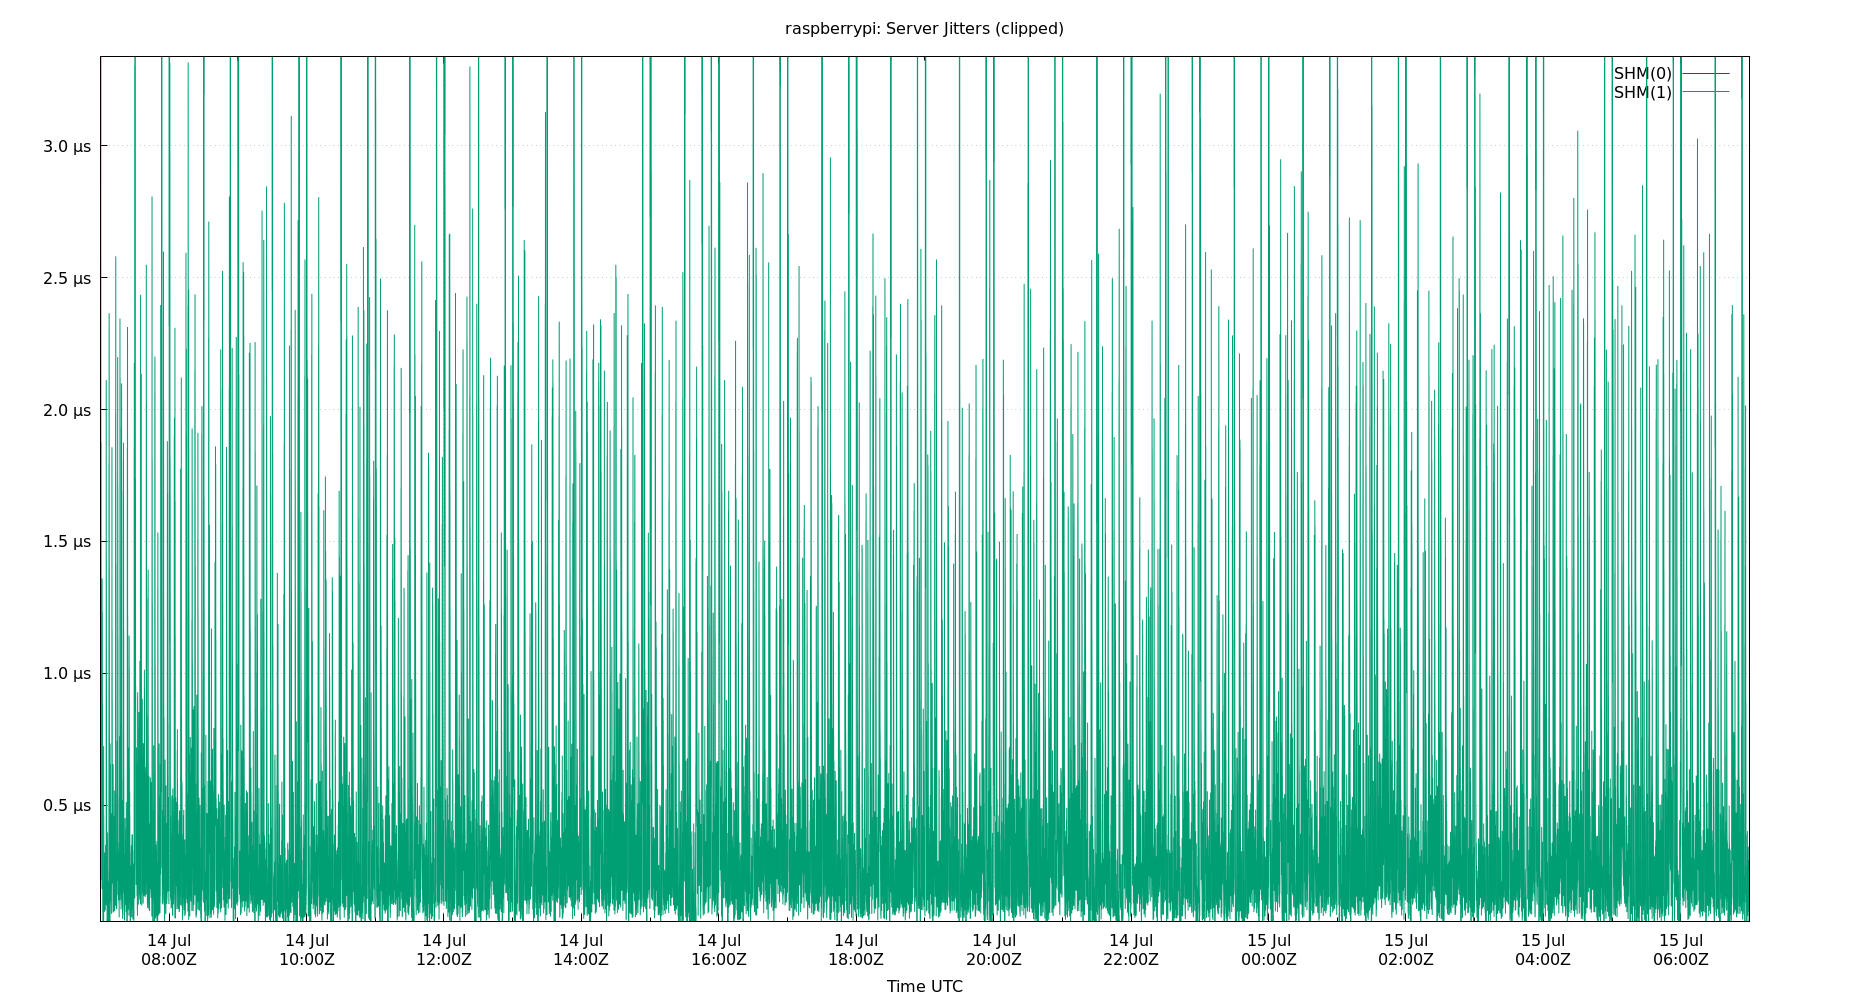 raspberrypi: Server Jitters (clipped)
SHM(0)
SHM(1)
3.0 µs
2.5 µs
2.0 µs
1.5 µs
1.0 µs
0.5 µs
14 Jul 14 Jul 14 Jul 14 Jul 14 Jul 14 Jul 14 Jul 14 Jul 15 Jul 15 Jul 15 Jul 15 Jul
08:00Z 10:00Z 12:00Z 14:00Z 16:00Z 18:00Z 20:00Z 22:00Z 00:00Z 02:00Z 04:00Z 06:00Z
Time UTC